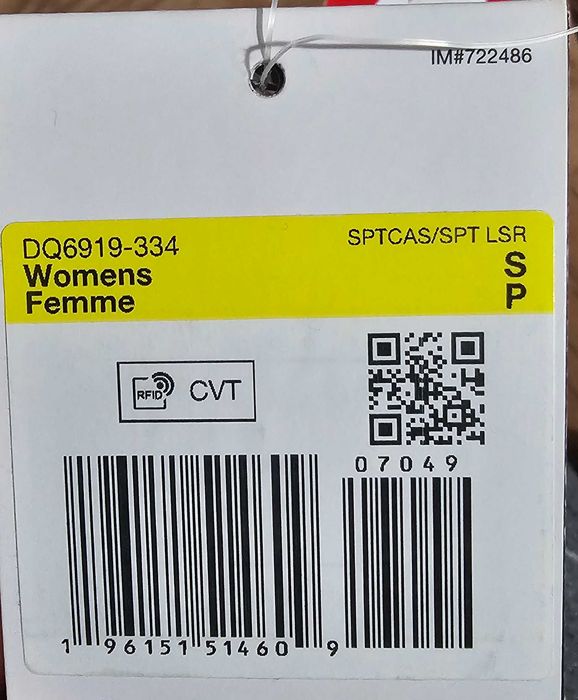 IM#722486
DQ6919-334
SPTCAS/SPT LSR
Womens
S
Femme
P
RFID CVT
07049
1 96151 51460 9